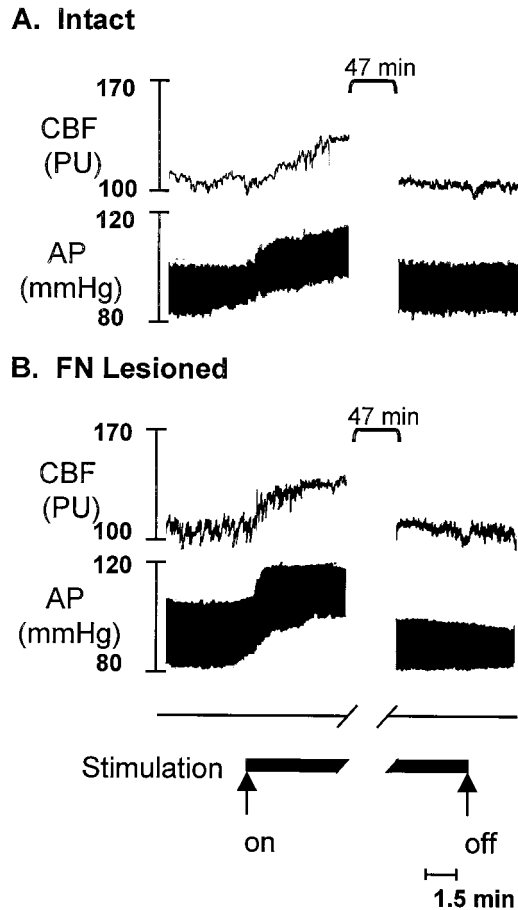 A. Intact
47 min
170
CBF
(PU)
100
120
AP
(mmHg)
80
B. FN Lesioned
47 min
170
CBF
(PU)
100
120
AP
(mmHg)
80
Stimulation
on
off
1.5 min